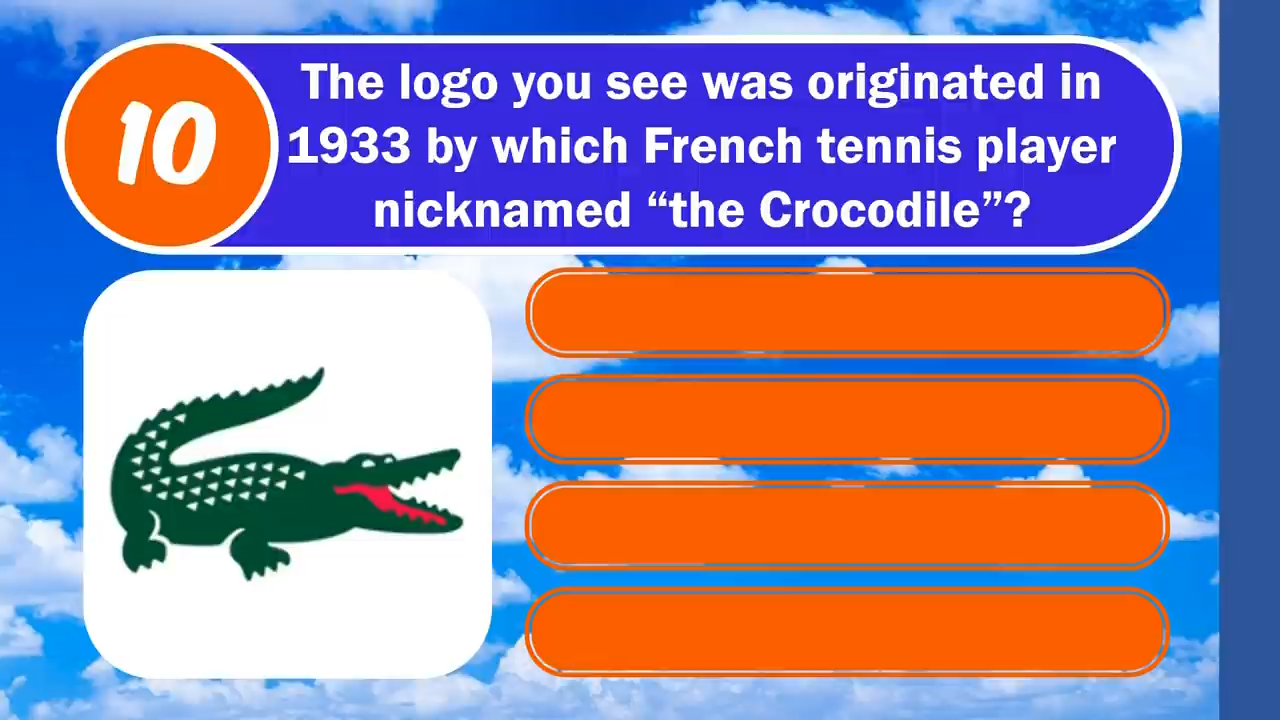 10
The logo you see was originated in
1933 by which French tennis player
nicknamed “the Crocodile”?